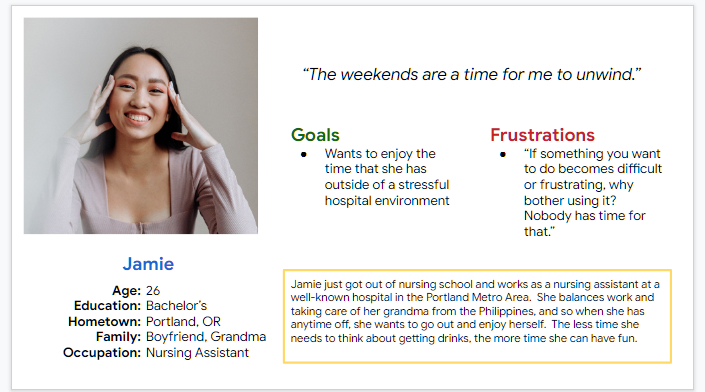 “The weekends are a time for me to unwind.”
Goals
● Wants to enjoy the
time that she has
outside of a stressful
hospital environment
Frustrations
● “If something you want
to do becomes difficult
or frustrating, why
bother using it?
Nobody has time for
that.”
Jamie
Age: 26
Education: Bachelor’s
Hometown: Portland, OR
Family: Boyfriend, Grandma
Occupation: Nursing Assistant
Jamie just got out of nursing school and works as a nursing assistant at a
well-known hospital in the Portland Metro Area.  She balances work and
taking care of her grandma from the Philippines, and so when she has
anytime off, she wants to go out and enjoy herself.  The less time she
needs to think about getting drinks, the more time she can have fun.